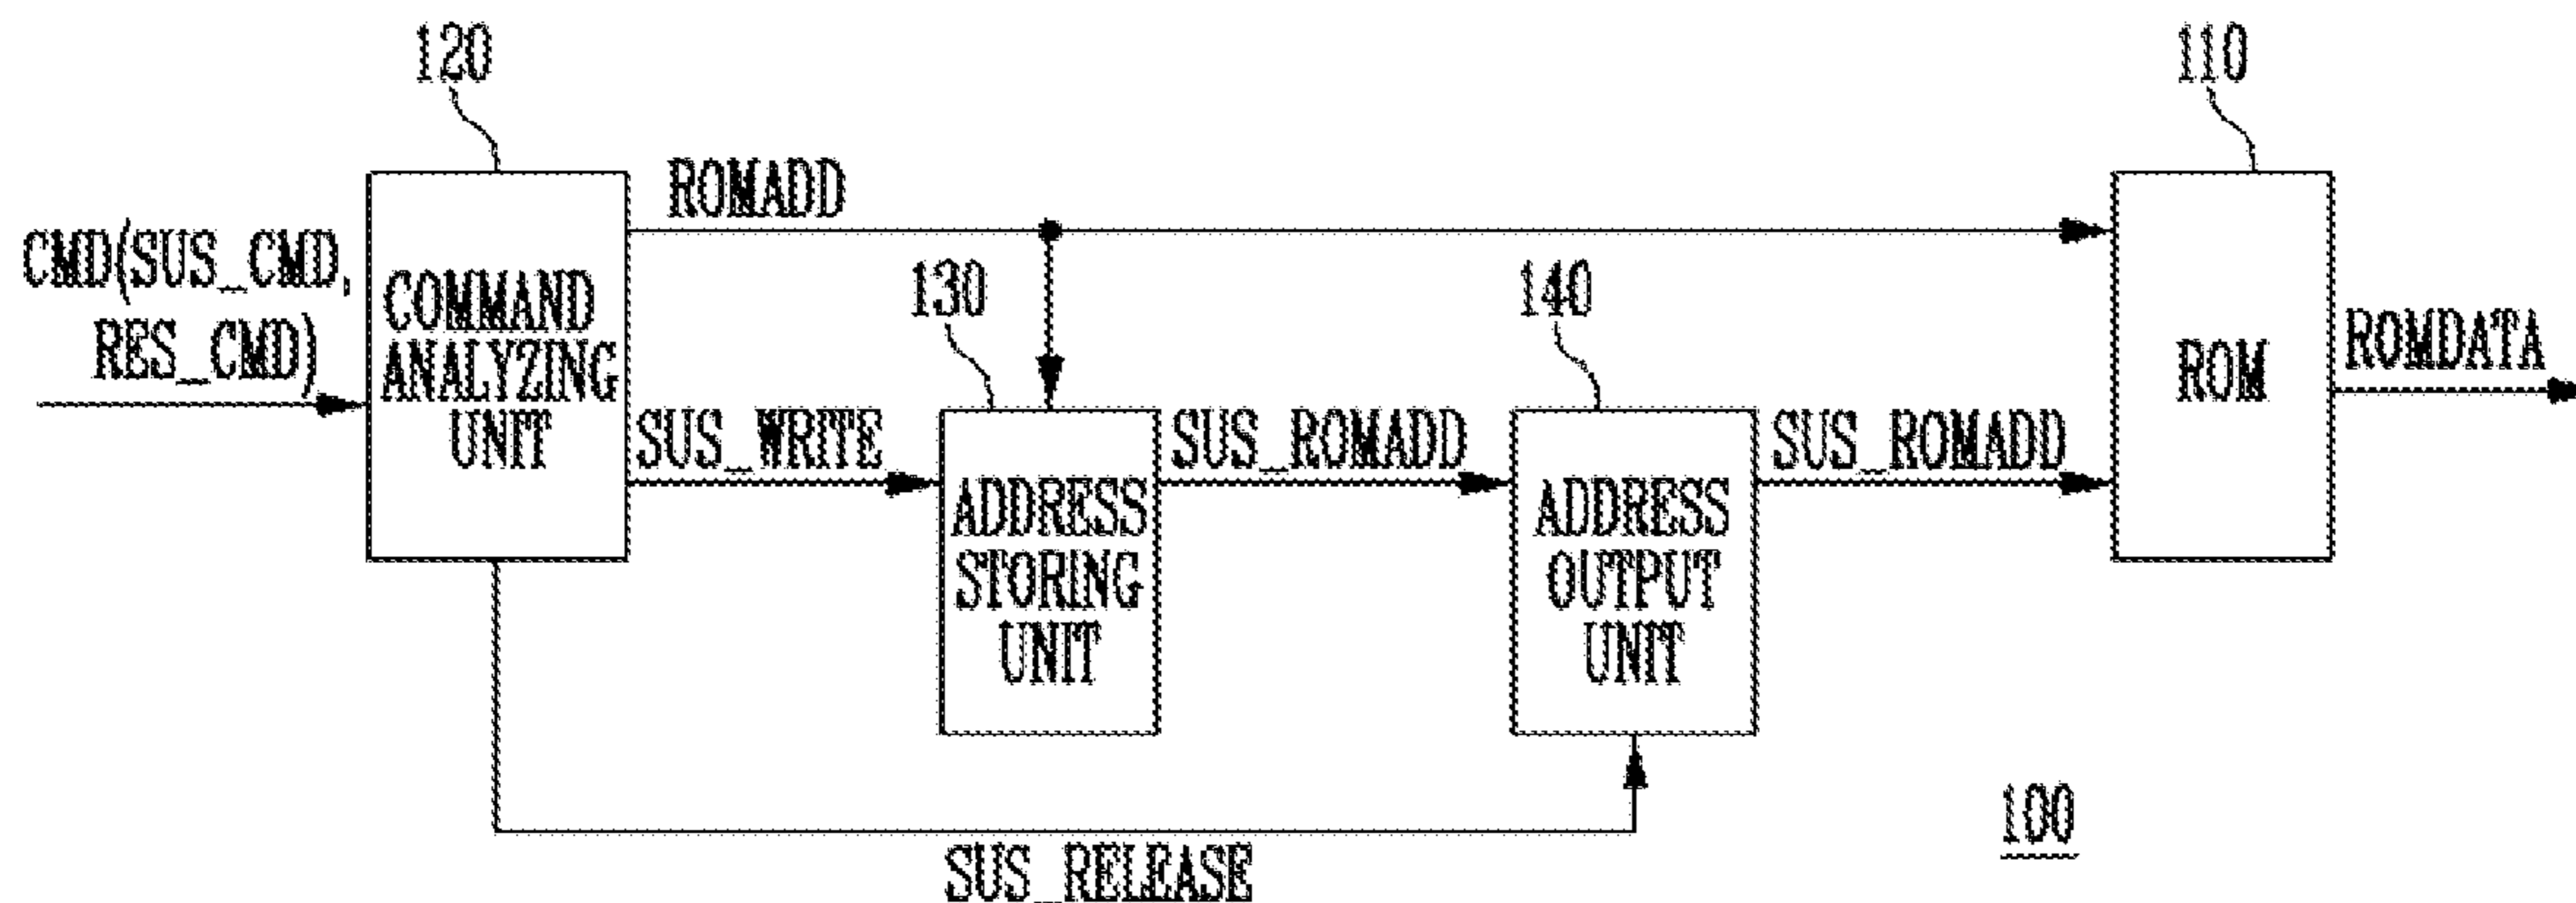 120
110
ROMADD
CMD(SUS_CMD,
RES_CMD)
COMMAND
ANALYZING
UNIT
130
140
ROM
ROMDATA
SUS_WRITE
SUS_ROMADD
SUS_ROMADD
ADDRESS
STORING
UNIT
ADDRESS
OUTPUT
UNIT
100
SUS_RELEASE